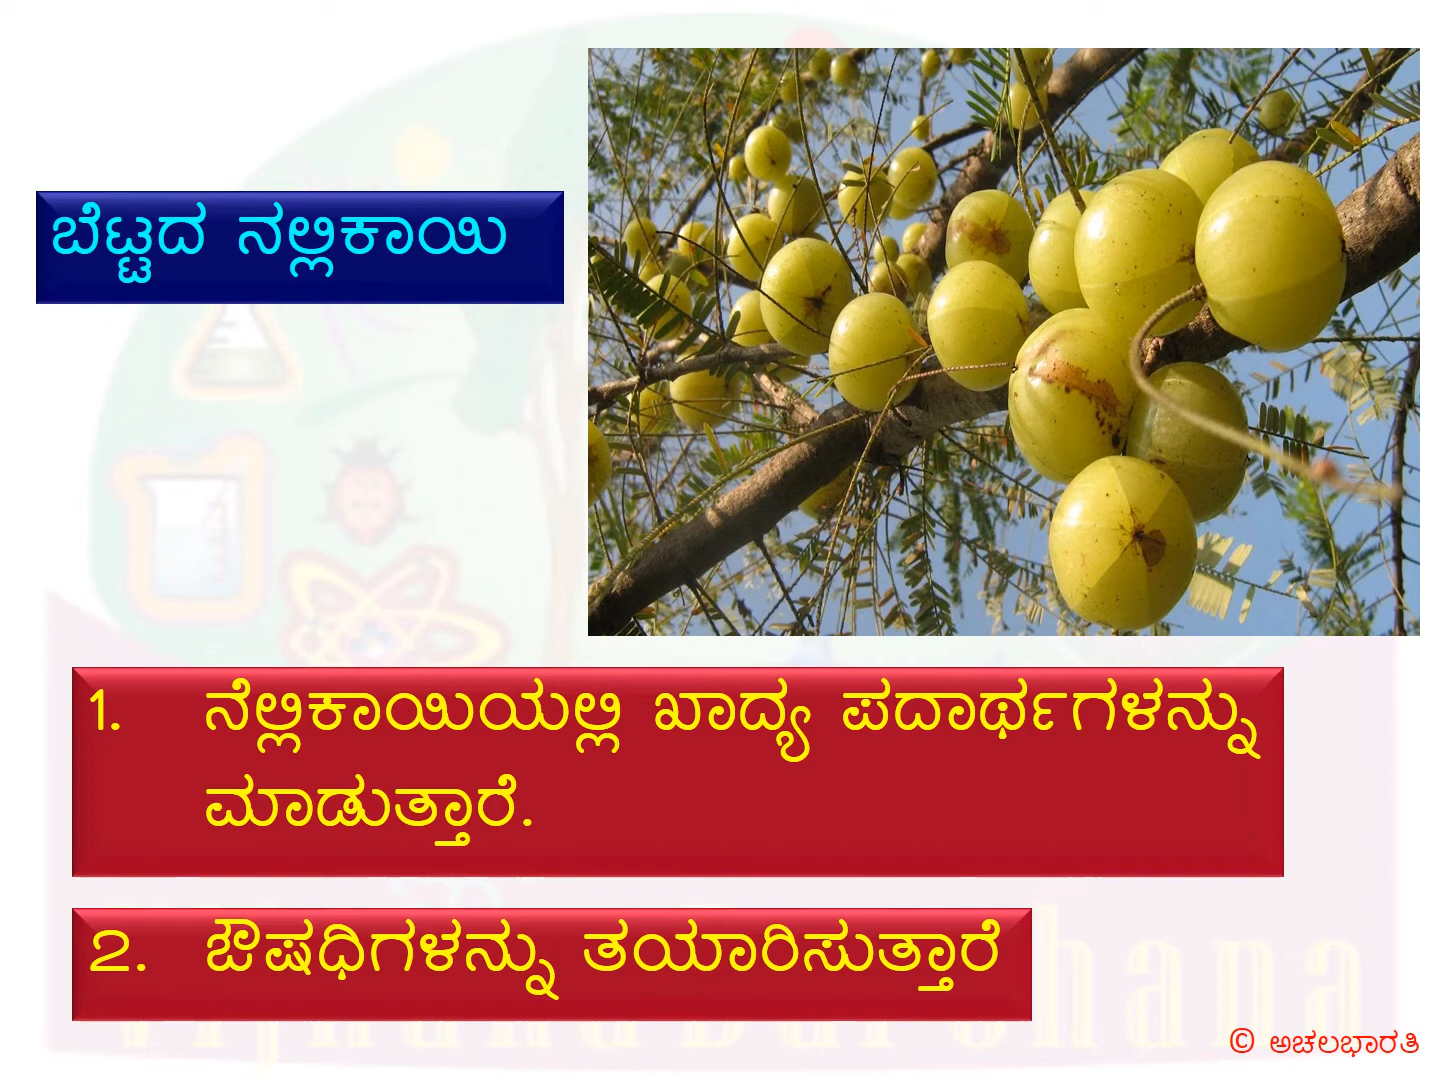 ಬೆಟ್ಟದ ನಲ್ಲಿಕಾಯಿ
1. ನೆಲ್ಲಿಕಾಯಿಯಲ್ಲಿ ಖಾದ್ಯ ಪದಾರ್ಥಗಳನ್ನು
ಮಾಡುತ್ತಾರೆ.
2. ಔಷಧಿಗಳನ್ನು ತಯಾರಿಸುತ್ತಾರೆ
© ಅಚಲಭಾರತಿ